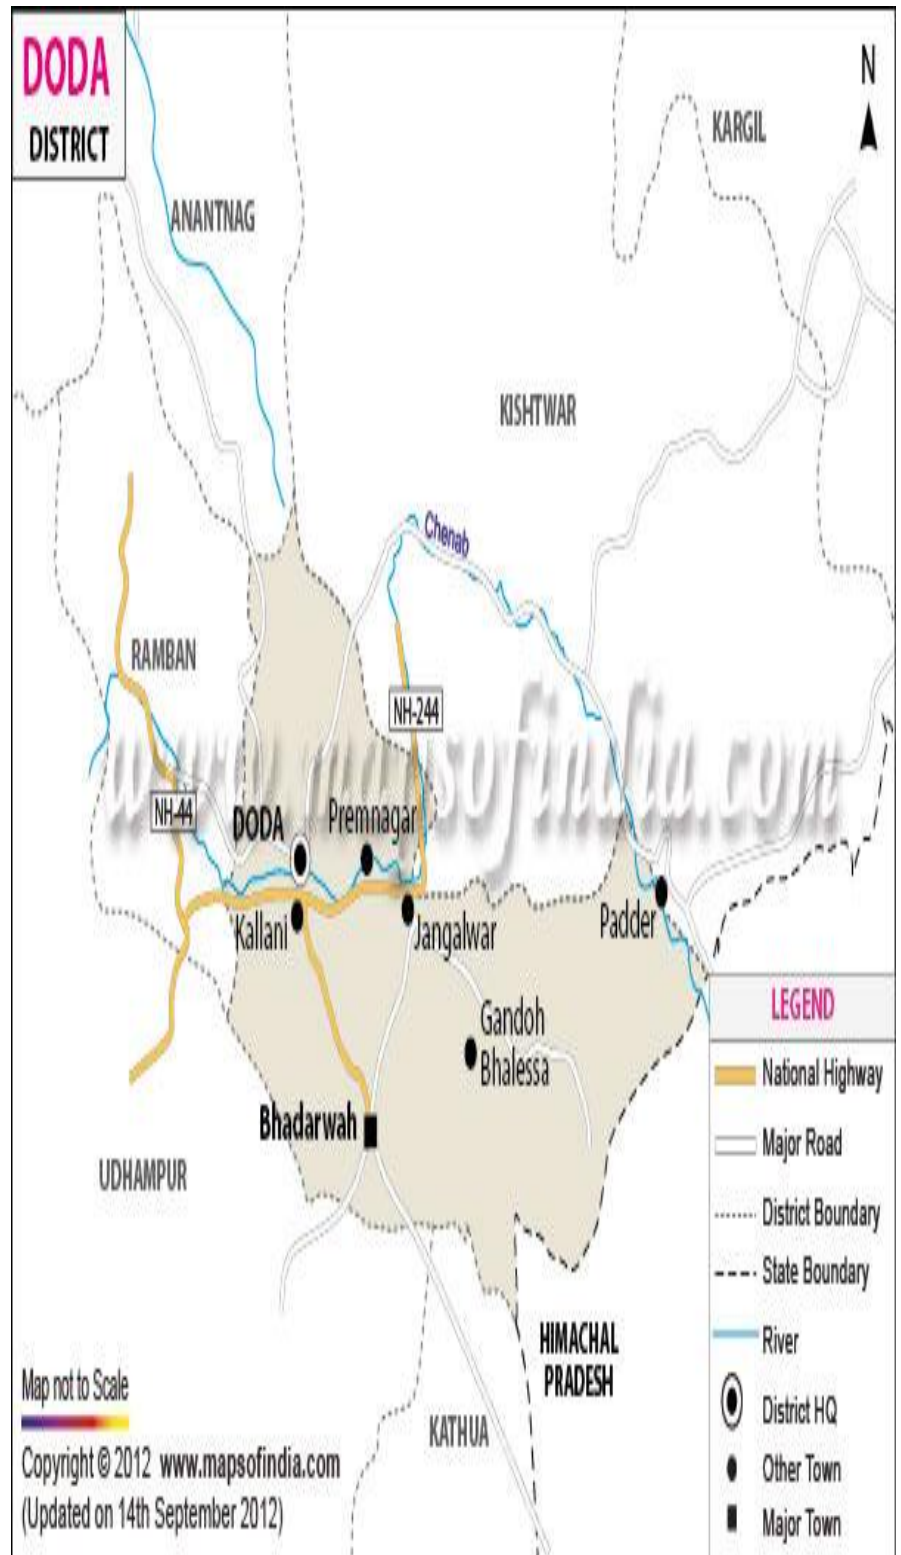 DODA
DISTRICT
N
KARGIL
ANANTNAG
KISHTWAR
Chenab
RAMBAN
NH-244
www.mapsofindia.com
NH-44
DODA
Premnagar
Kallani
Jangalwar
Padder
Gandoh
Bhalessa
Bhadarwah
UDHAMPUR
HIMACHAL
PRADESH
KATHUA
LEGEND
National Highway
Major Road
District Boundary
State Boundary
River
District HQ
Other Town
Major Town
Map not to Scale
Copyright © 2012 www.mapsofindia.com
(Updated on 14th September 2012)